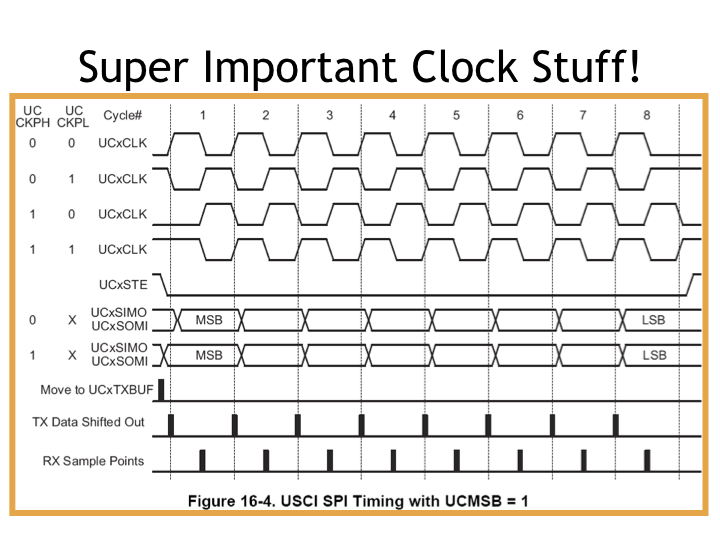 Super Important Clock Stuff!
UC CKPH UC CKPL Cycle# 1 2 3 4 5 6 7 8
0 0 UCxCLK
0 1 UCxCLK
1 0 UCxCLK
1 1 UCxCLK
UCxSTE
0 X UCxSIMO UCxSOMI MSB LSB
1 X UCxSIMO UCxSOMI MSB LSB
Move to UCxTXBUF
TX Data Shifted Out
RX Sample Points
Figure 16-4. USCI SPI Timing with UCMSB = 1